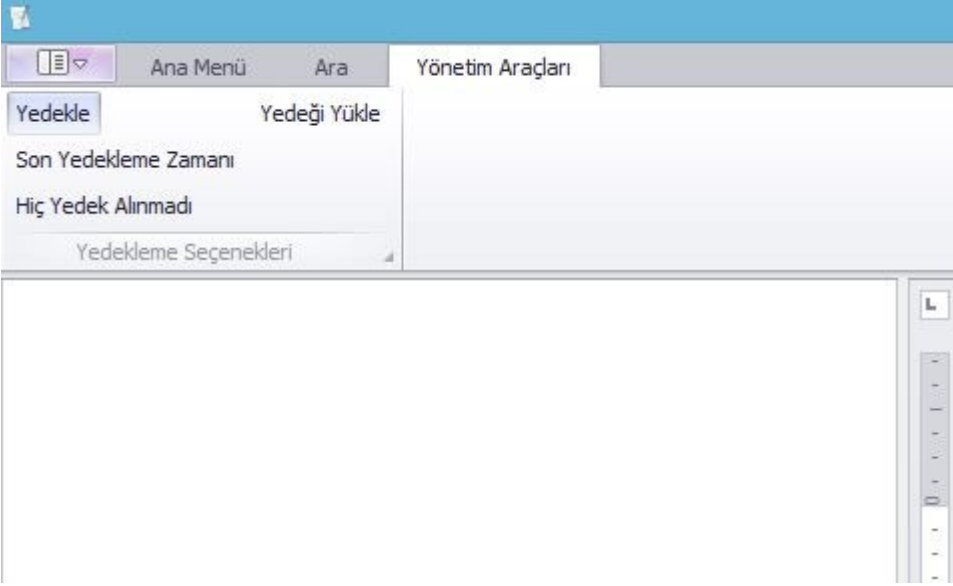 Ana Menü Ara Yönetim Araçları
Yedekle Yedeği Yükle
Son Yedekleme Zamanı
Hiç Yedek Alınmadı
Yedekleme Seçenekleri
L